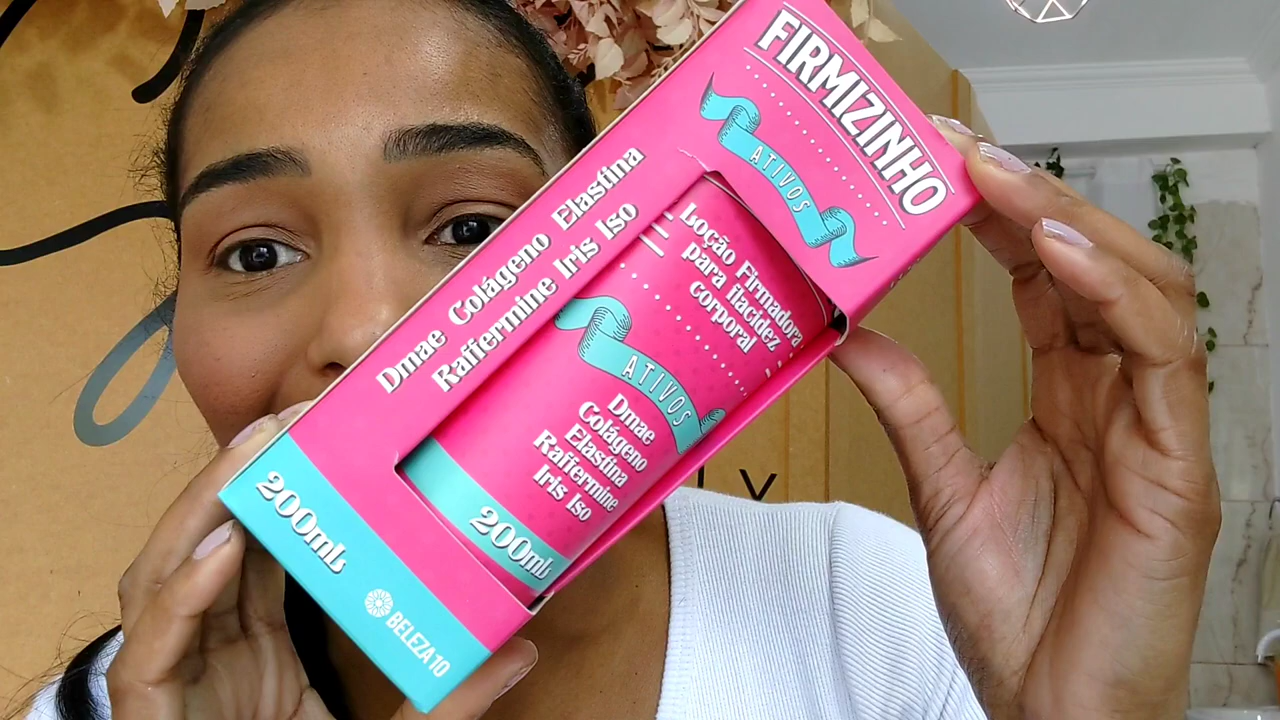 FIRMIZINHO
ATIVOS
Dmae Colágeno Elastina
Raffermine Iris Iso
Loção Firmadora
para flacidez
corporal
ATIVOS
Dmae
Colágeno
Elastina
Raffermine
Iris Iso
200mL
200mL
BELEZA10
LY